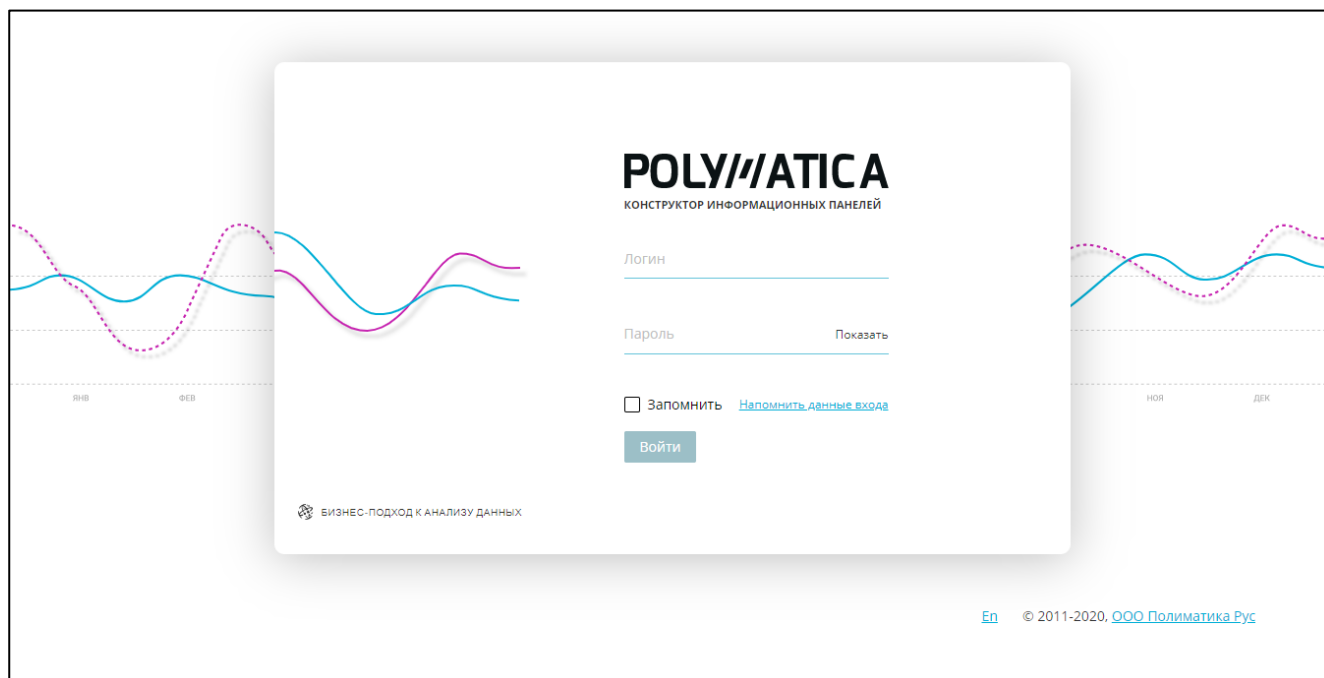 POLYMATICA
КОНСТРУКТОР ИНФОРМАЦИОННЫХ ПАНЕЛЕЙ
Логин
Пароль Показать
ЯНВ ФЕВ НОЯ ДЕК
Запомнить Напомнить данные входа
Войти
БИЗНЕС-ПОДХОД К АНАЛИЗУ ДАННЫХ
En © 2011-2020, ООО Полиматика Рус